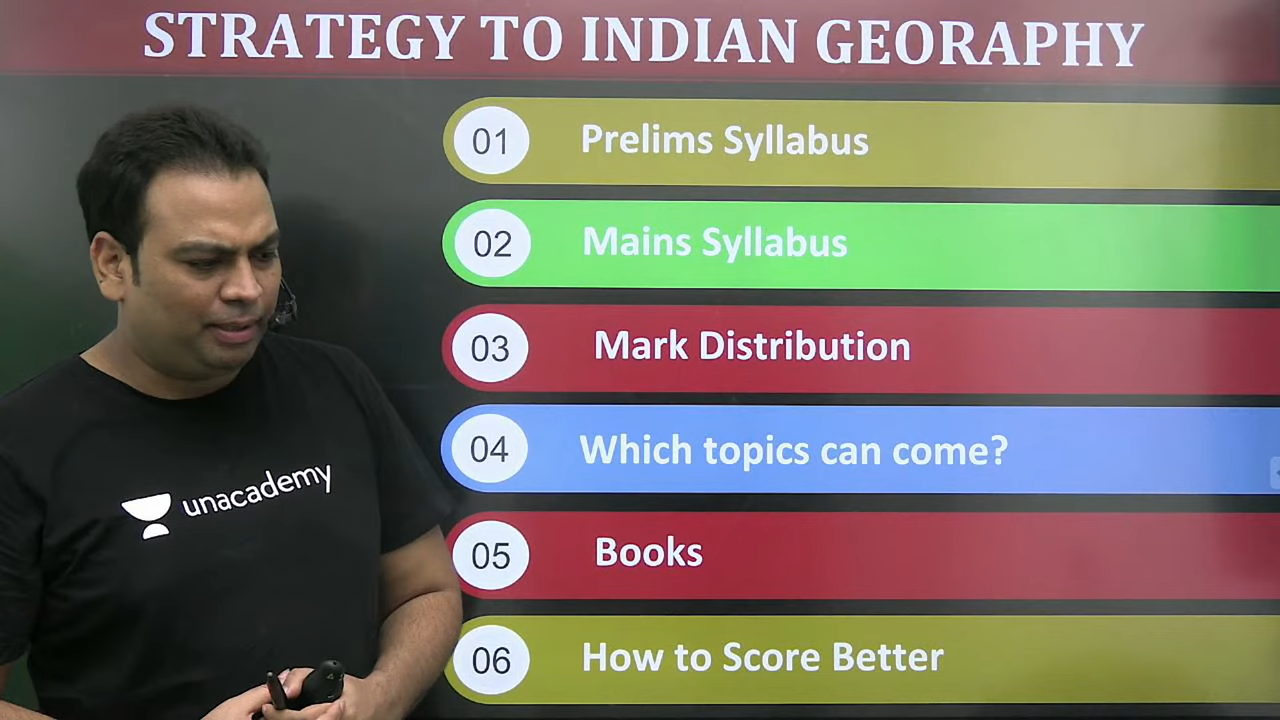 STRATEGY TO INDIAN GEORAPHY
01 Prelims Syllabus
02 Mains Syllabus
03 Mark Distribution
04 Which topics can come?
05 Books
06 How to Score Better
unacademy